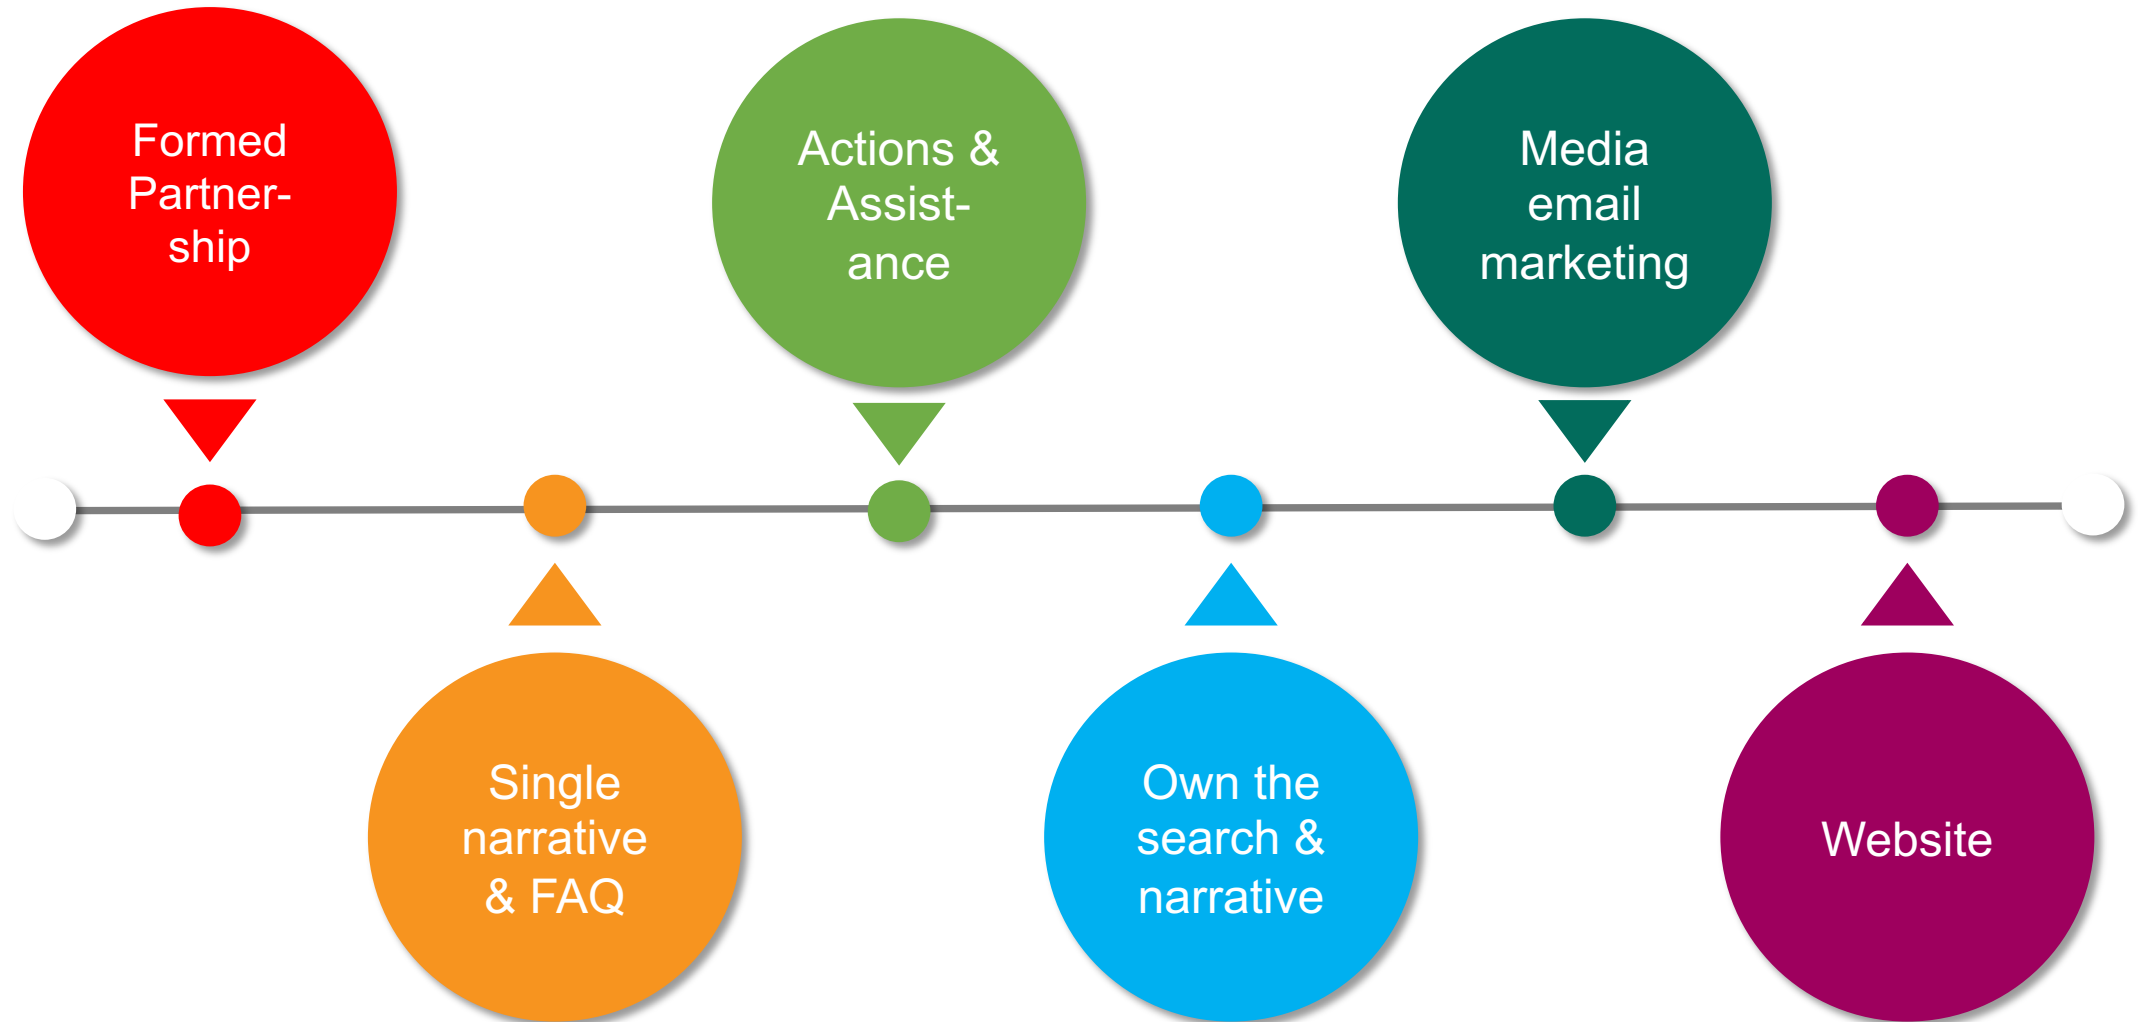 Formed
Partner-
ship
Single
narrative
& FAQ
Actions &
Assist-
ance
Own the
search &
narrative
Media
email
marketing
Website